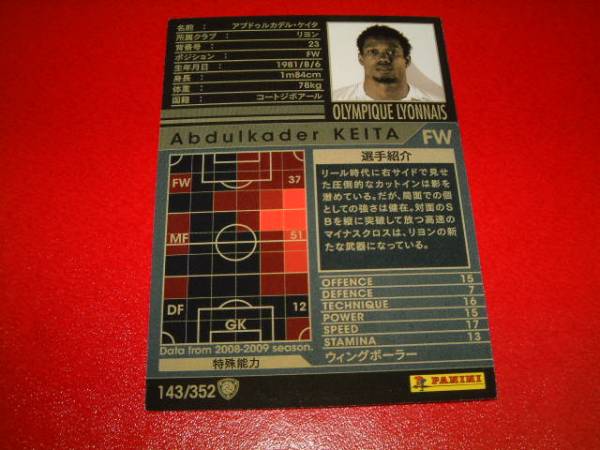 名前 : アブドゥルカデル・ケイタ
所属クラブ : リヨン
背番号 : 23
ポジション : FW
生年月日 : 1981/8/6
身長 : 1m84cm
体重 : 78kg
国籍 : コートジボアール
OLYMPIQUE LYONNAIS
Abdulkader KEITA FW
FW 37
MF 51
DF 12
GK
Data from 2008-2009 season.
特殊能力
選手紹介
リール時代に右サイドで見せ
た圧倒的なカットインは影を
潜めている。だが、局面での個
としての強さは健在。対面のS
Bを縦に突破して放つ高速の
マイナスクロスは、リヨンの新
たな武器になっている。
OFFENCE 15
DEFENCE 7
TECHNIQUE 16
POWER 15
SPEED 17
STAMINA 13
ウィングボーラー
143/352
PANINI